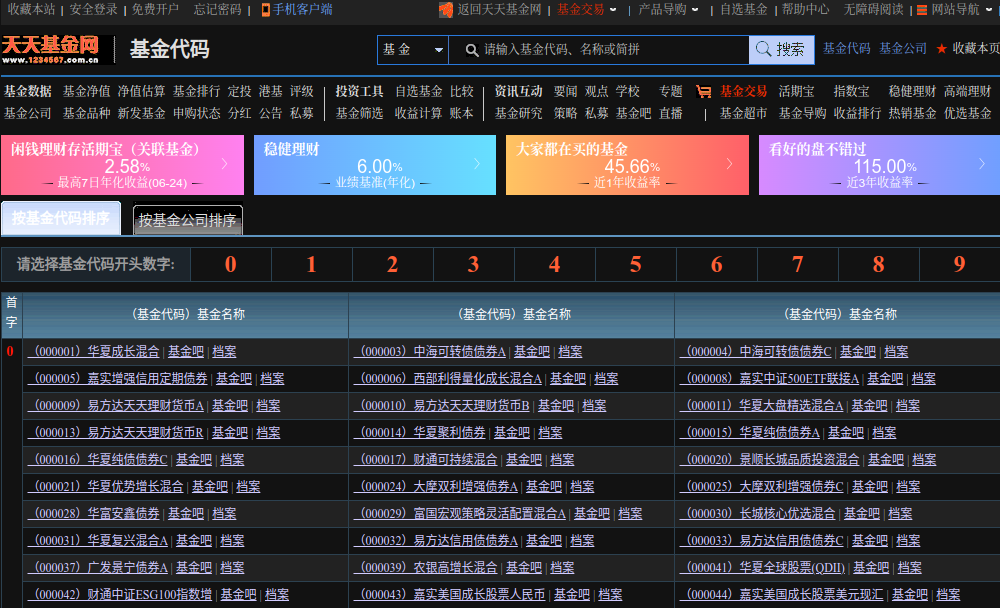 收藏本站 | 安全登录 | 免费开户 忘记密码 | 手机客户端 返回天天基金网 | 基金交易 | 产品导购 | 自选基金 | 帮助中心 无障碍阅读 | 网站导航
天天基金网 www.1234567.com.cn 基金代码 基金 请输入基金代码、名称或简拼 搜索 基金代码 基金公司 ★ 收藏本页
基金数据 基金净值 净值估算 基金排行 定投 港基 评级 投资工具 自选基金 比较 资讯互动 要闻 观点 学校 专题 基金交易 活期宝 指数宝 稳健理财 高端理财
基金公司 基金品种 新发基金 申购状态 分红 公告 私募 基金筛选 收益计算 账本 基金研究 策略 私募 基金吧 直播 基金超市 基金导购 收益排行 热销基金 优选基金
闲钱理财存活期宝（关联基金） 稳健理财 大家都在买的基金 看好的盘不错过
2.58% 6.00% 45.66% 115.00%
最高7日年化收益(06-24) 业绩基准(年化) 近1年收益率 近3年收益率
按基金代码排序 按基金公司排序
请选择基金代码开头数字: 0 1 2 3 4 5 6 7 8 9
首字 （基金代码）基金名称 （基金代码）基金名称 （基金代码）基金名称
0 （000001）华夏成长混合 | 基金吧 | 档案 （000003）中海可转债债券A | 基金吧 | 档案 （000004）中海可转债债券C | 基金吧 | 档案
（000005）嘉实增强信用定期债券 | 基金吧 | 档案 （000006）西部利得量化成长混合A | 基金吧 | 档案 （000008）嘉实中证500ETF联接A | 基金吧 | 档案
（000009）易方达天天理财货币A | 基金吧 | 档案 （000010）易方达天天理财货币B | 基金吧 | 档案 （000011）华夏大盘精选混合A | 基金吧 | 档案
（000013）易方达天天理财货币R | 基金吧 | 档案 （000014）华夏聚利债券 | 基金吧 | 档案 （000015）华夏纯债债券A | 基金吧 | 档案
（000016）华夏纯债债券C | 基金吧 | 档案 （000017）财通可持续混合 | 基金吧 | 档案 （000020）景顺长城品质投资混合 | 基金吧 | 档案
（000021）华夏优势增长混合 | 基金吧 | 档案 （000024）大摩双利增强债券A | 基金吧 | 档案 （000025）大摩双利增强债券C | 基金吧 | 档案
（000028）华富安鑫债券 | 基金吧 | 档案 （000029）富国宏观策略灵活配置混合A | 基金吧 | 档案 （000030）长城核心优选混合 | 基金吧 | 档案
（000031）华夏复兴混合A | 基金吧 | 档案 （000032）易方达信用债债券A | 基金吧 | 档案 （000033）易方达信用债债券C | 基金吧 | 档案
（000037）广发景宁债券A | 基金吧 | 档案 （000039）农银高增长混合 | 基金吧 | 档案 （000041）华夏全球股票(QDII) | 基金吧 | 档案
（000042）财通中证ESG100指数增 | 基金吧 | 档案 （000043）嘉实美国成长股票人民币 | 基金吧 | 档案 （000044）嘉实美国成长股票美元现汇 | 基金吧 | 档案